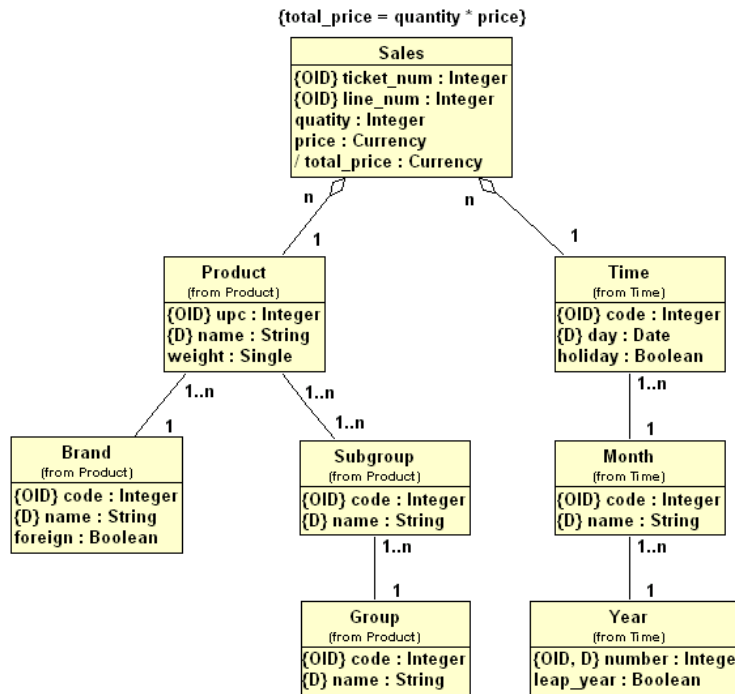 {total_price = quantity * price}
Sales
{OID} ticket_num : Integer
{OID} line_num : Integer
quatity : Integer
price : Currency
/ total_price : Currency
n
n
1
1
Product
(from Product)
{OID} upc : Integer
{D} name : String
weight : Single
Time
(from Time)
{OID} code : Integer
{D} day : Date
holiday : Boolean
1..n
1..n
1..n
1
1..n
1
Brand
(from Product)
{OID} code : Integer
{D} name : String
foreign : Boolean
Subgroup
(from Product)
{OID} code : Integer
{D} name : String
Month
(from Time)
{OID} code : Integer
{D} name : String
1..n
1..n
1
1
Group
(from Product)
{OID} code : Integer
{D} name : String
Year
(from Time)
{OID, D} number : Intege
leap_year : Boolean